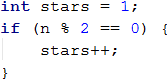 int stars = 1;
if (n % 2 == 0) {
    stars++;
}